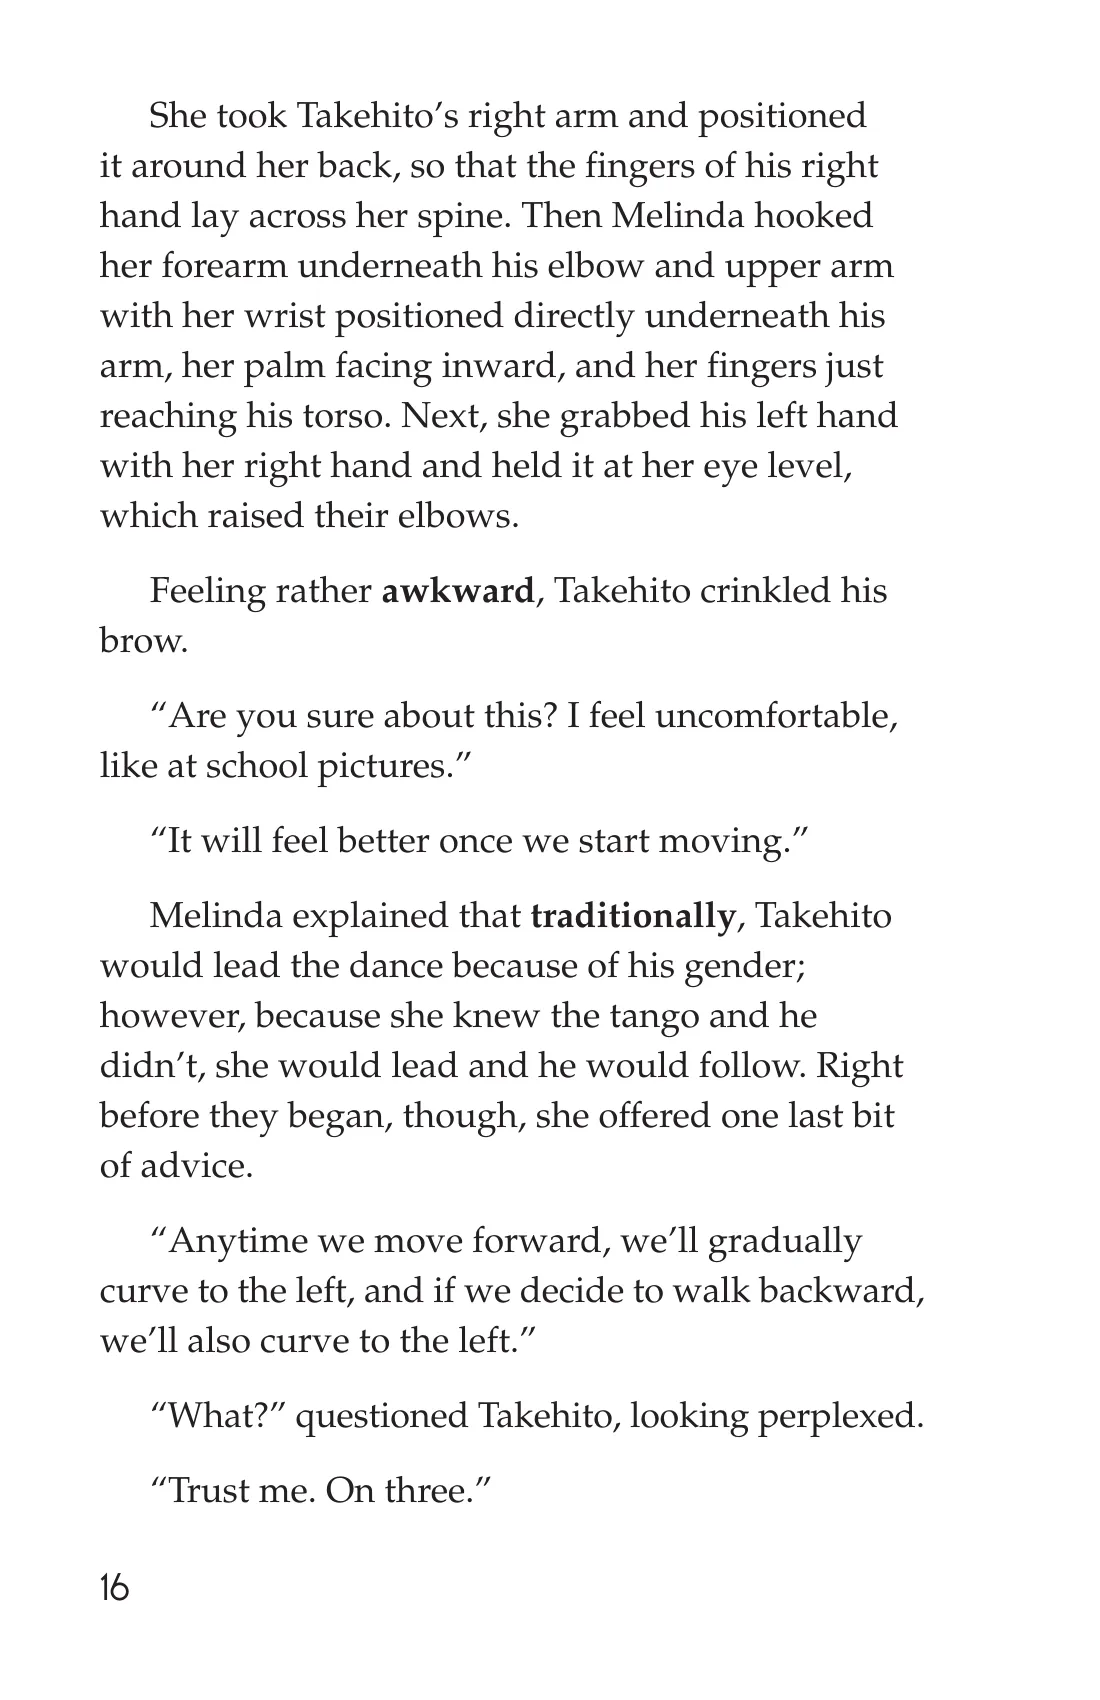 She took Takehito’s right arm and positioned
it around her back, so that the fingers of his right
hand lay across her spine. Then Melinda hooked
her forearm underneath his elbow and upper arm
with her wrist positioned directly underneath his
arm, her palm facing inward, and her fingers just
reaching his torso. Next, she grabbed his left hand
with her right hand and held it at her eye level,
which raised their elbows.
Feeling rather awkward, Takehito crinkled his
brow.
“Are you sure about this? I feel uncomfortable,
like at school pictures.”
“It will feel better once we start moving.”
Melinda explained that traditionally, Takehito
would lead the dance because of his gender;
however, because she knew the tango and he
didn’t, she would lead and he would follow. Right
before they began, though, she offered one last bit
of advice.
“Anytime we move forward, we’ll gradually
curve to the left, and if we decide to walk backward,
we’ll also curve to the left.”
“What?” questioned Takehito, looking perplexed.
“Trust me. On three.”
16